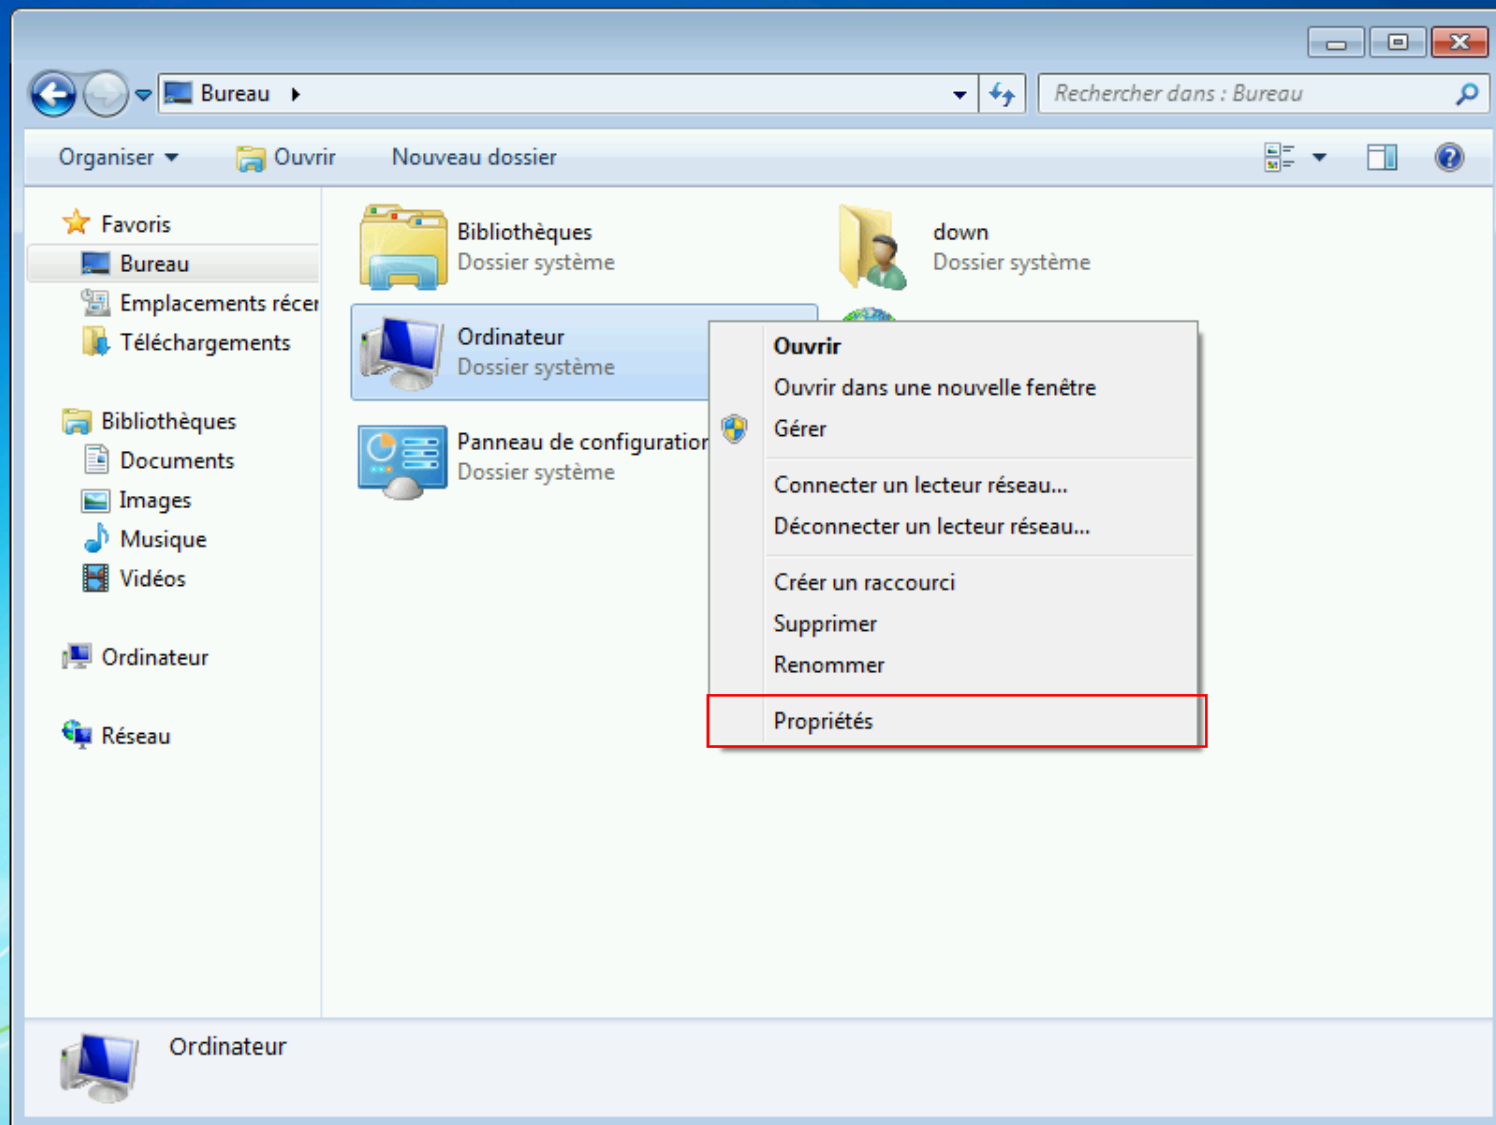 Bureau
Rechercher dans : Bureau
Organiser
Ouvrir
Nouveau dossier
Favoris
Bureau
Emplacements récer
Téléchargements
Bibliothèques
Documents
Images
Musique
Vidéos
Ordinateur
Réseau
Bibliothèques
Dossier système
down
Dossier système
Ordinateur
Dossier système
Panneau de configuration
Dossier système
Ouvrir
Ouvrir dans une nouvelle fenêtre
Gérer
Connecter un lecteur réseau...
Déconnecter un lecteur réseau...
Créer un raccourci
Supprimer
Renommer
Propriétés
Ordinateur